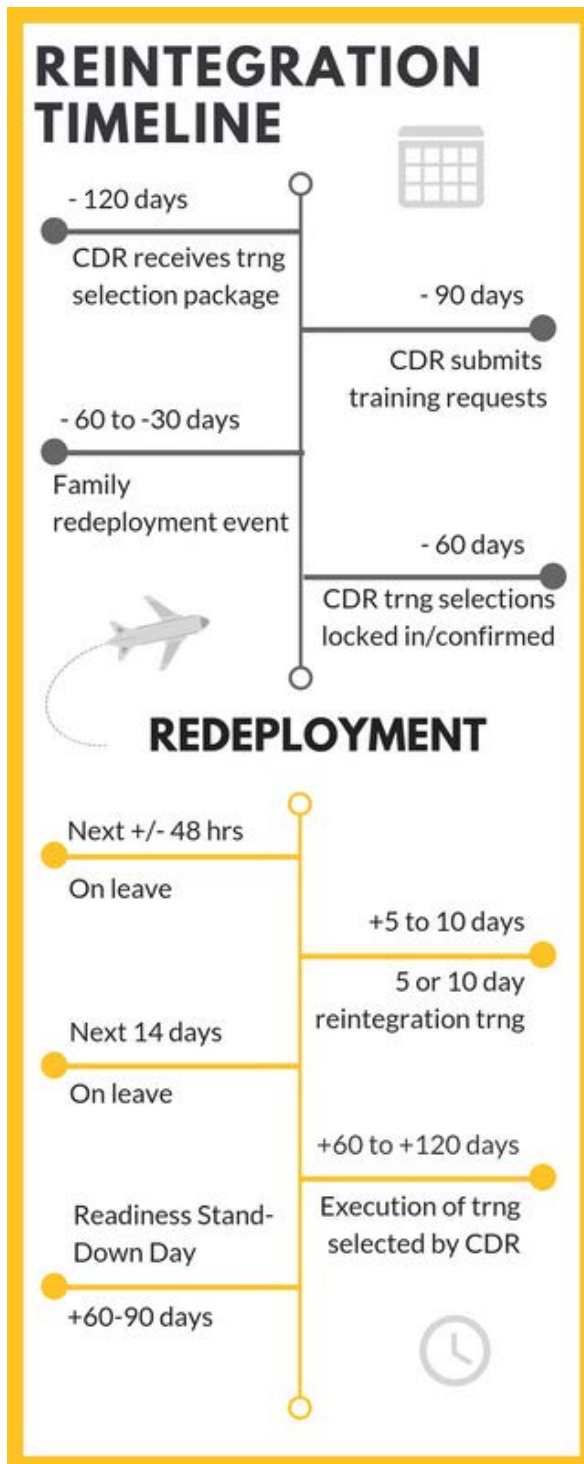 REINTEGRATION
TIMELINE
- 120 days
CDR receives trng
selection package
- 90 days
CDR submits
training requests
- 60 to -30 days
Family
redeployment event
- 60 days
CDR trng selections
locked in/confirmed
REDEPLOYMENT
Next +/- 48 hrs
On leave
+5 to 10 days
5 or 10 day
reintegration trng
Next 14 days
On leave
+60 to +120 days
Execution of trng
selected by CDR
Readiness Stand-
Down Day
+60-90 days